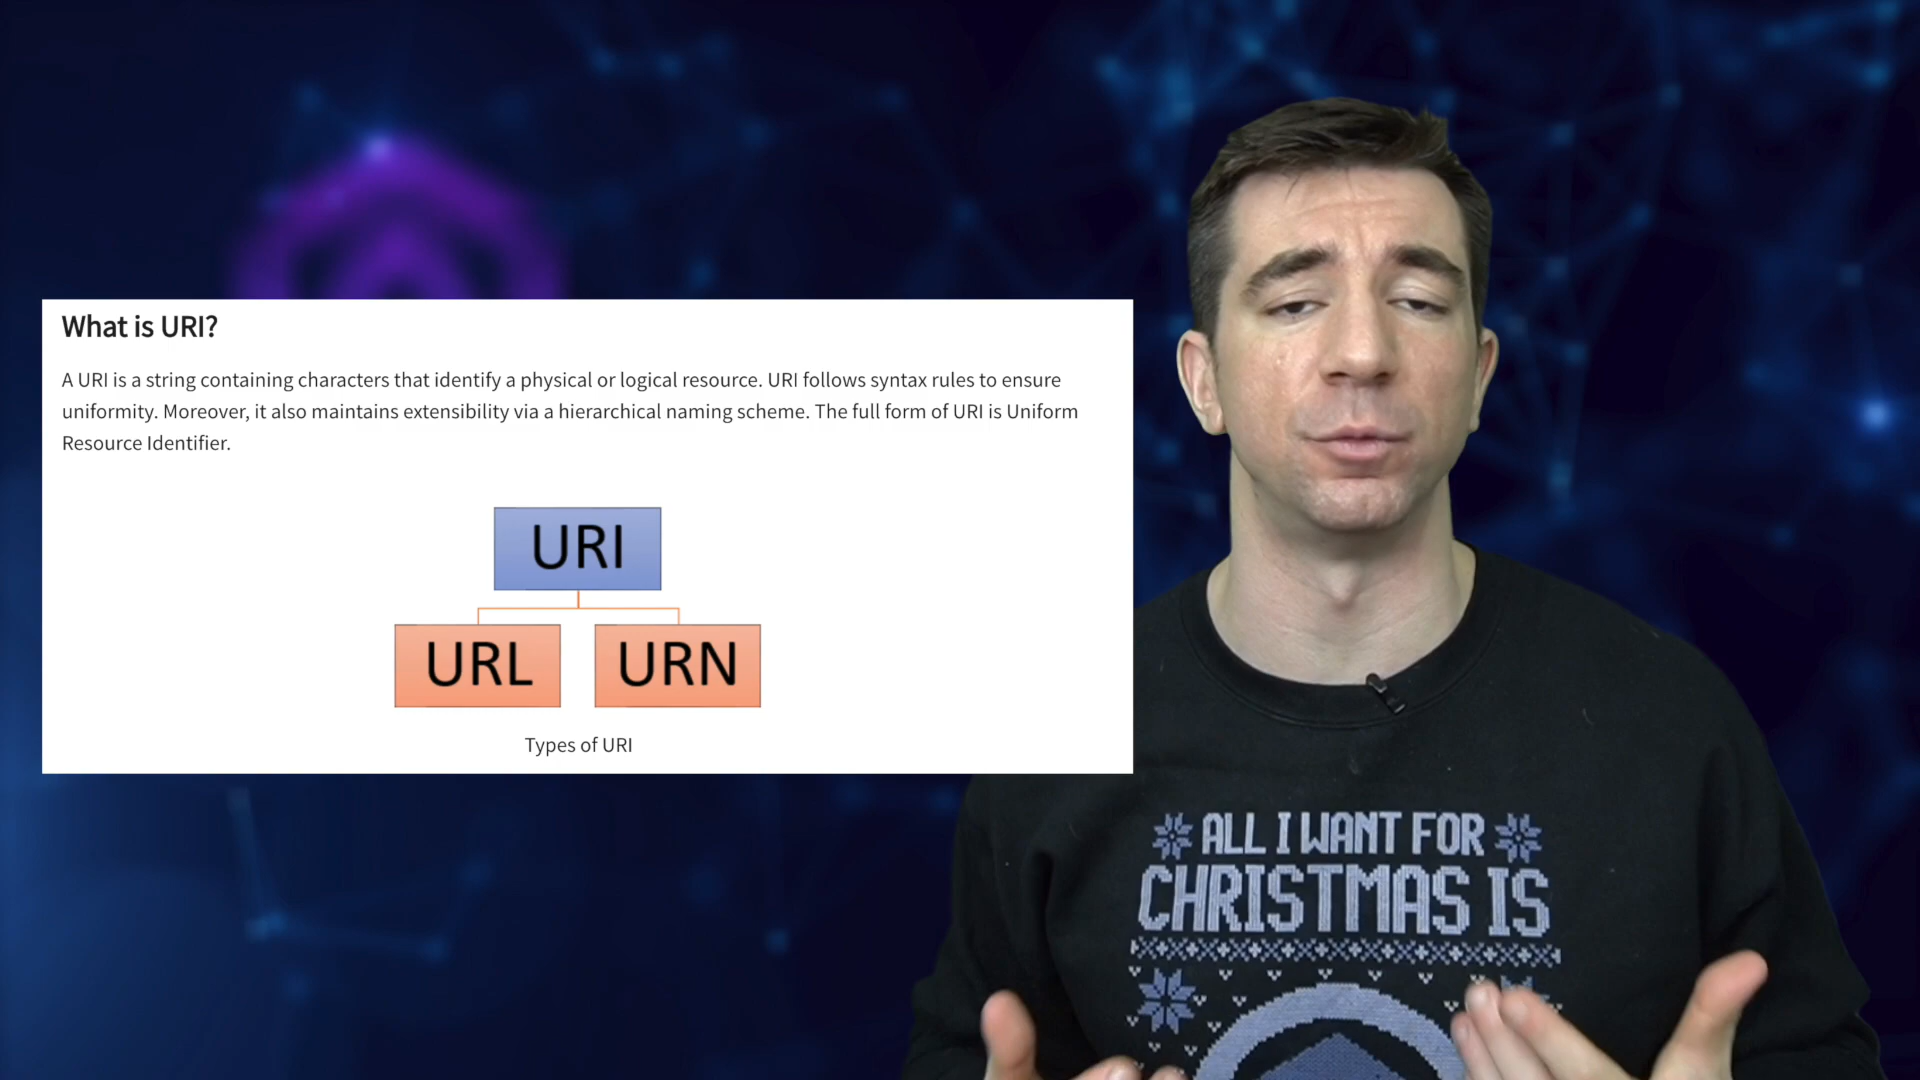 What is URI?
A URI is a string containing characters that identify a physical or logical resource. URI follows syntax rules to ensure
uniformity. Moreover, it also maintains extensibility via a hierarchical naming scheme. The full form of URI is Uniform
Resource Identifier.
URI
URL URN
Types of URI
ALL I WANT FOR
CHRISTMAS IS